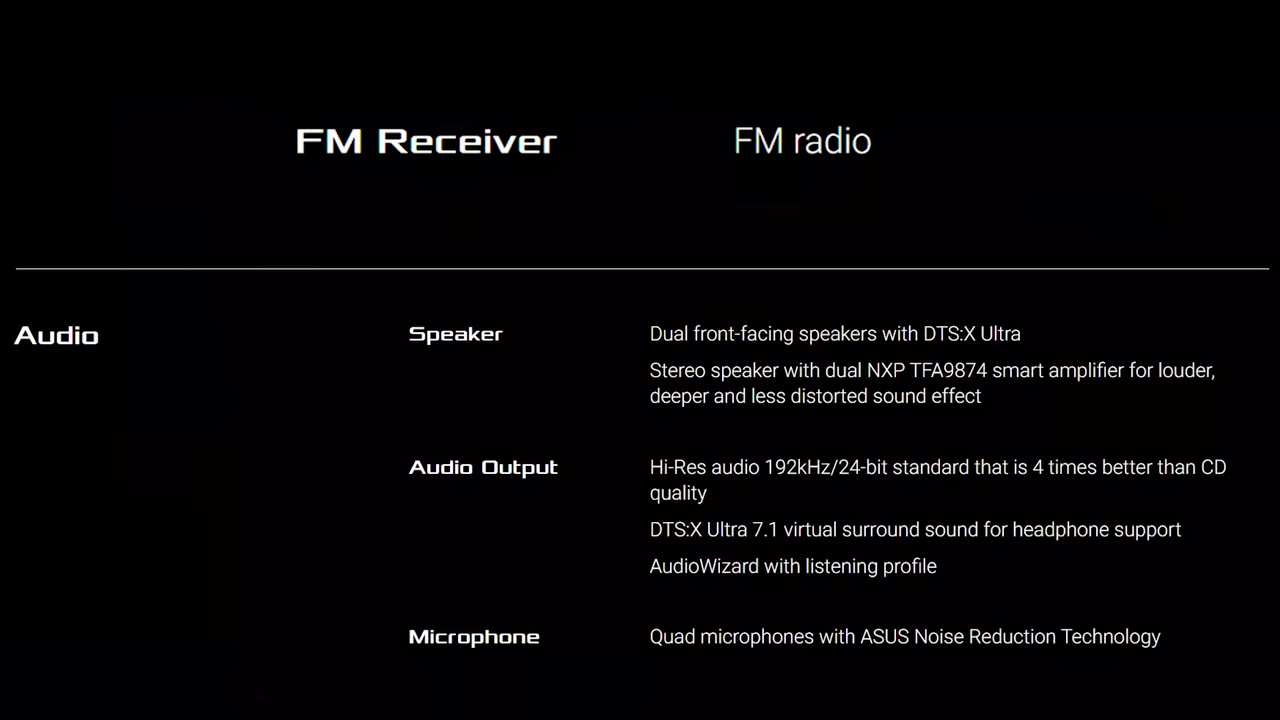 FM Receiver FM radio
Audio
Speaker
Dual front-facing speakers with DTS:X Ultra
Stereo speaker with dual NXP TFA9874 smart amplifier for louder,
deeper and less distorted sound effect
Audio Output
Hi-Res audio 192kHz/24-bit standard that is 4 times better than CD
quality
DTS:X Ultra 7.1 virtual surround sound for headphone support
AudioWizard with listening profile
Microphone
Quad microphones with ASUS Noise Reduction Technology